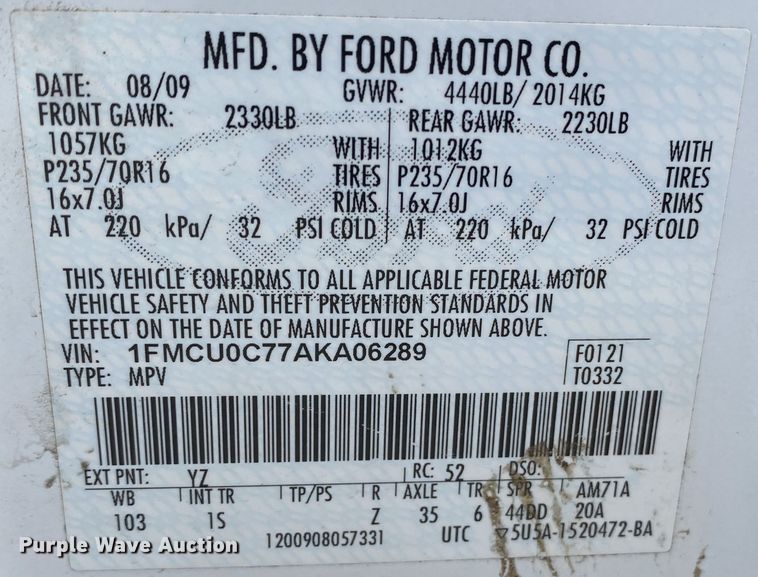 MFD. BY FORD MOTOR CO.
DATE: 08/09 GVWR: 4440LB/ 2014KG
FRONT GAWR: 2330LB REAR GAWR: 2230LB
1057KG WITH 1012KG WITH
P235/70R16 TIRES P235/70R16 TIRES
16x7.0J RIMS 16x7.0J RIMS
AT 220 kPa/ 32 PSI COLD AT 220 kPa/ 32 PSI COLD
THIS VEHICLE CONFORMS TO ALL APPLICABLE FEDERAL MOTOR
VEHICLE SAFETY AND THEFT PREVENTION STANDARDS IN
EFFECT ON THE DATE OF MANUFACTURE SHOWN ABOVE.
VIN: 1FMCU0C77AKA06289 F0121
TYPE: MPV T0332
EXT PNT: YZ RC: 52 DSO:
WB INT TR TP/PS R AXLE TR SPR AM71A
103 1S Z 35 6 44DD 20A
1200908057331 UTC ▽5U5A-1520472-BA
Purple Wave Auction